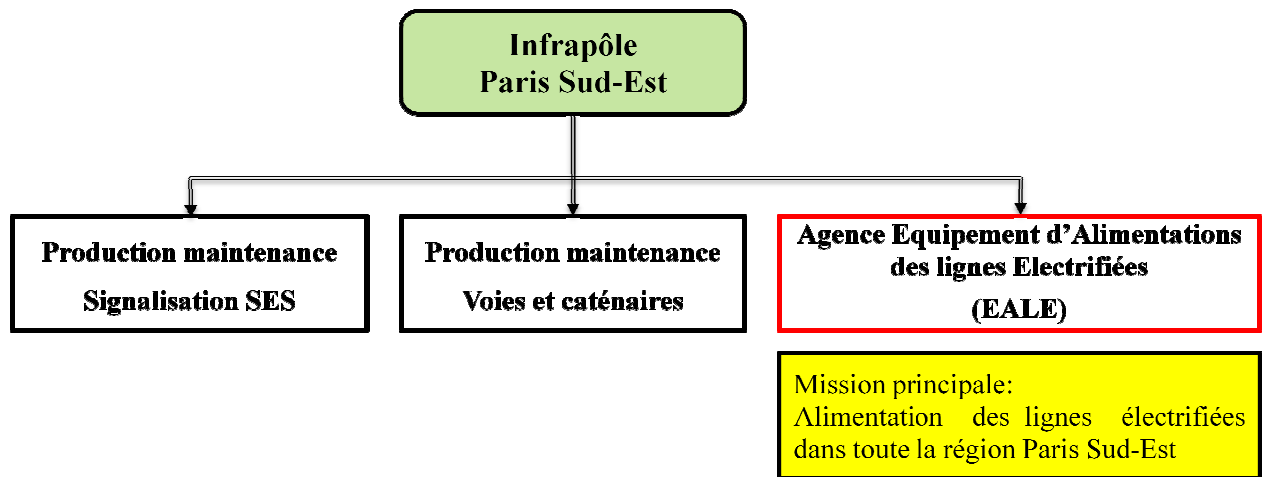 Infrapôle
Paris Sud-Est
Production maintenance
Signalisation SES
Production maintenance
Voies et caténaires
Agence Equipement d’Alimentations
des lignes Electrifiées
(EALE)
Mission principale:
Alimentation des lignes électrifiées
dans toute la région Paris Sud-Est